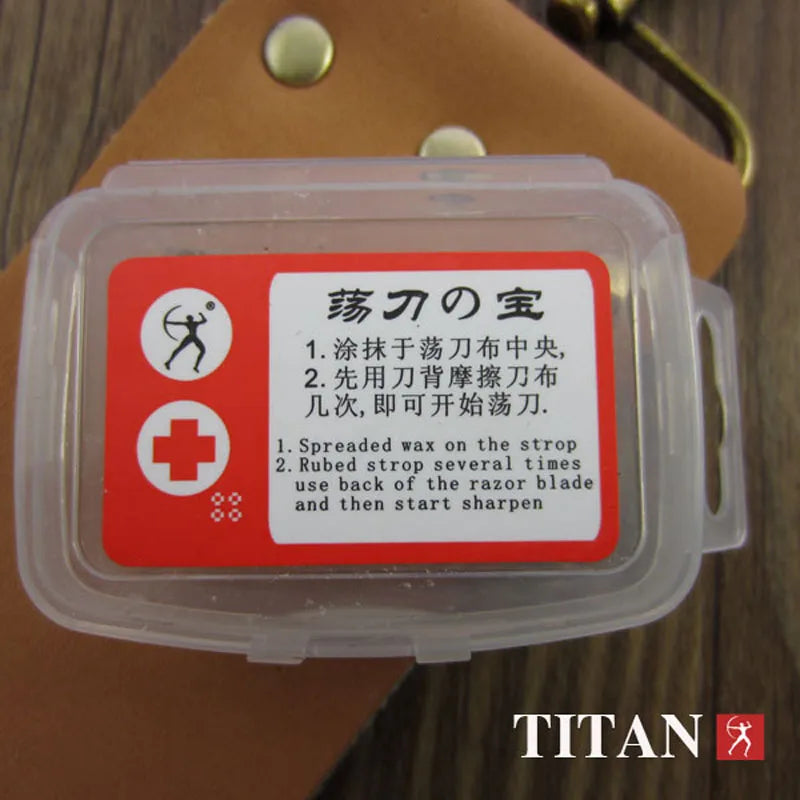 荡刀の宝
1. 涂抹于荡刀布中央,
2. 先用刀背摩擦刀布
几次,即可开始荡刀.
1. Spreaded wax on the strop
2. Rubed strop several times
use back of the razor blade
and then start sharpen
®
TITAN